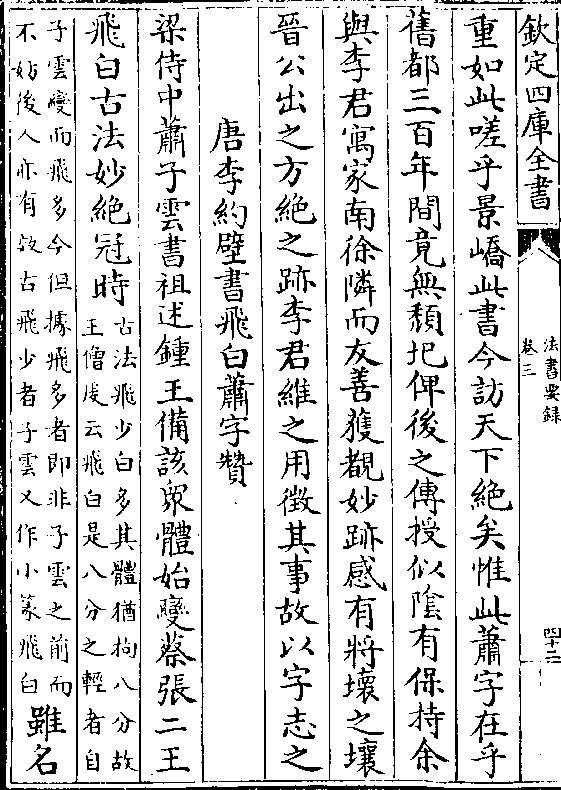 欽定四庫全書
法書要錄
卷三
四十二
重如此嗟乎景嶠此書今訪天下絕矣惟此蕭字在乎
舊都三百年間竟無頹圯俾後之傳授似陰有保持余
與李君寓家南徐隣而友善獲覩妙跡感有將壞之壤
晉公出之方絕之跡李君維之用徵其事故以字志之
唐李約壁書飛白蕭字贊
梁侍中蕭子雲書祖述鍾王備該衆體始變蔡張二王
飛白古法妙絕冠時
古法飛少白多其體猶拘八分故
王僧虔云飛白是八分之輕者自
子雲變而飛多今但據飛多者即非子雲之前而
不妨後人亦有效古飛少者子雲又作小篆飛白
雖名